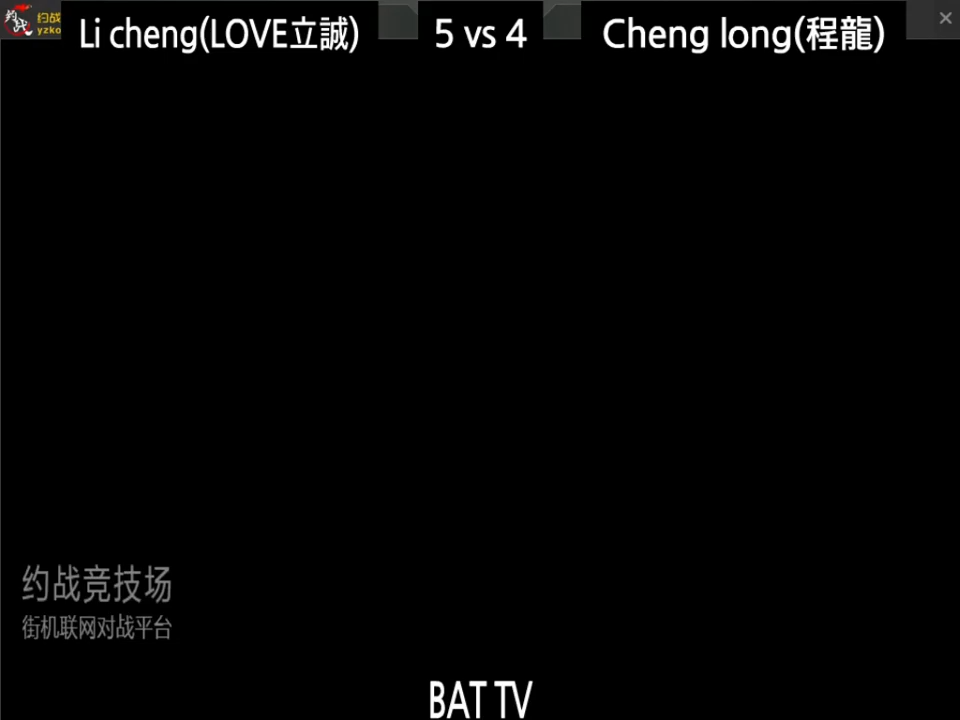 约战
yzko
Li cheng(LOVE立誠)
5 vs 4
Cheng long(程龍)
约战竞技场
街机联网对战平台
BAT TV